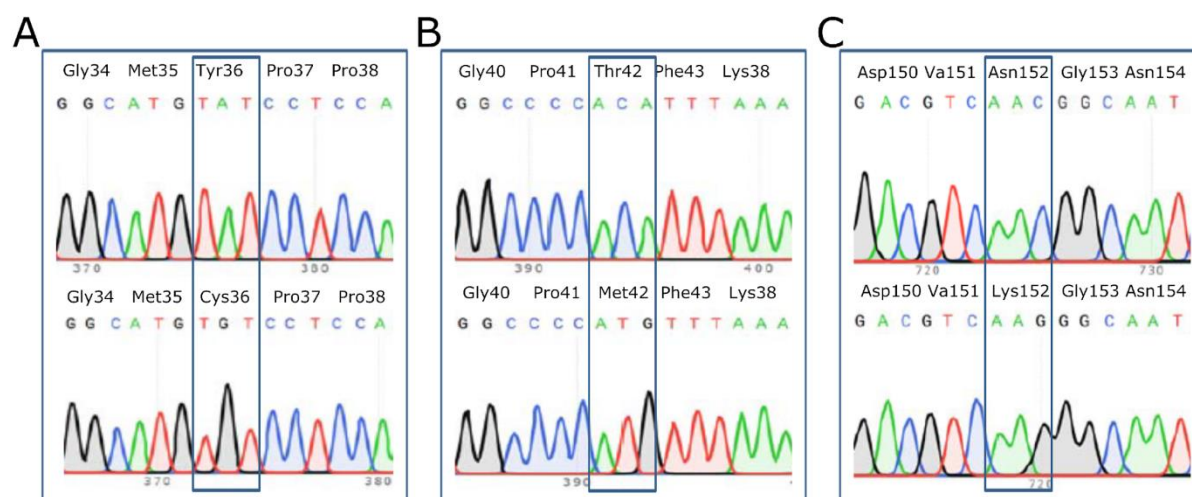 A
B
C
Gly34 Met35 Tyr36 Pro37 Pro38
G G C A T G T A T C C T C C A
370 380
Gly34 Met35 Cys36 Pro37 Pro38
G G C A T G T G T C C T C C A
370 380
Gly40 Pro41 Thr42 Phe43 Lys38
G G C C C C A C A T T T A A A
390 400
Gly40 Pro41 Met42 Phe43 Lys38
G G C C C C A T G T T T A A A
390
Asp150 Va151 Asn152 Gly153 Asn154
G A C G T C A A C G G C A A T
720 730
Asp150 Va151 Lys152 Gly153 Asn154
G A C G T C A A G G G C A A T
720